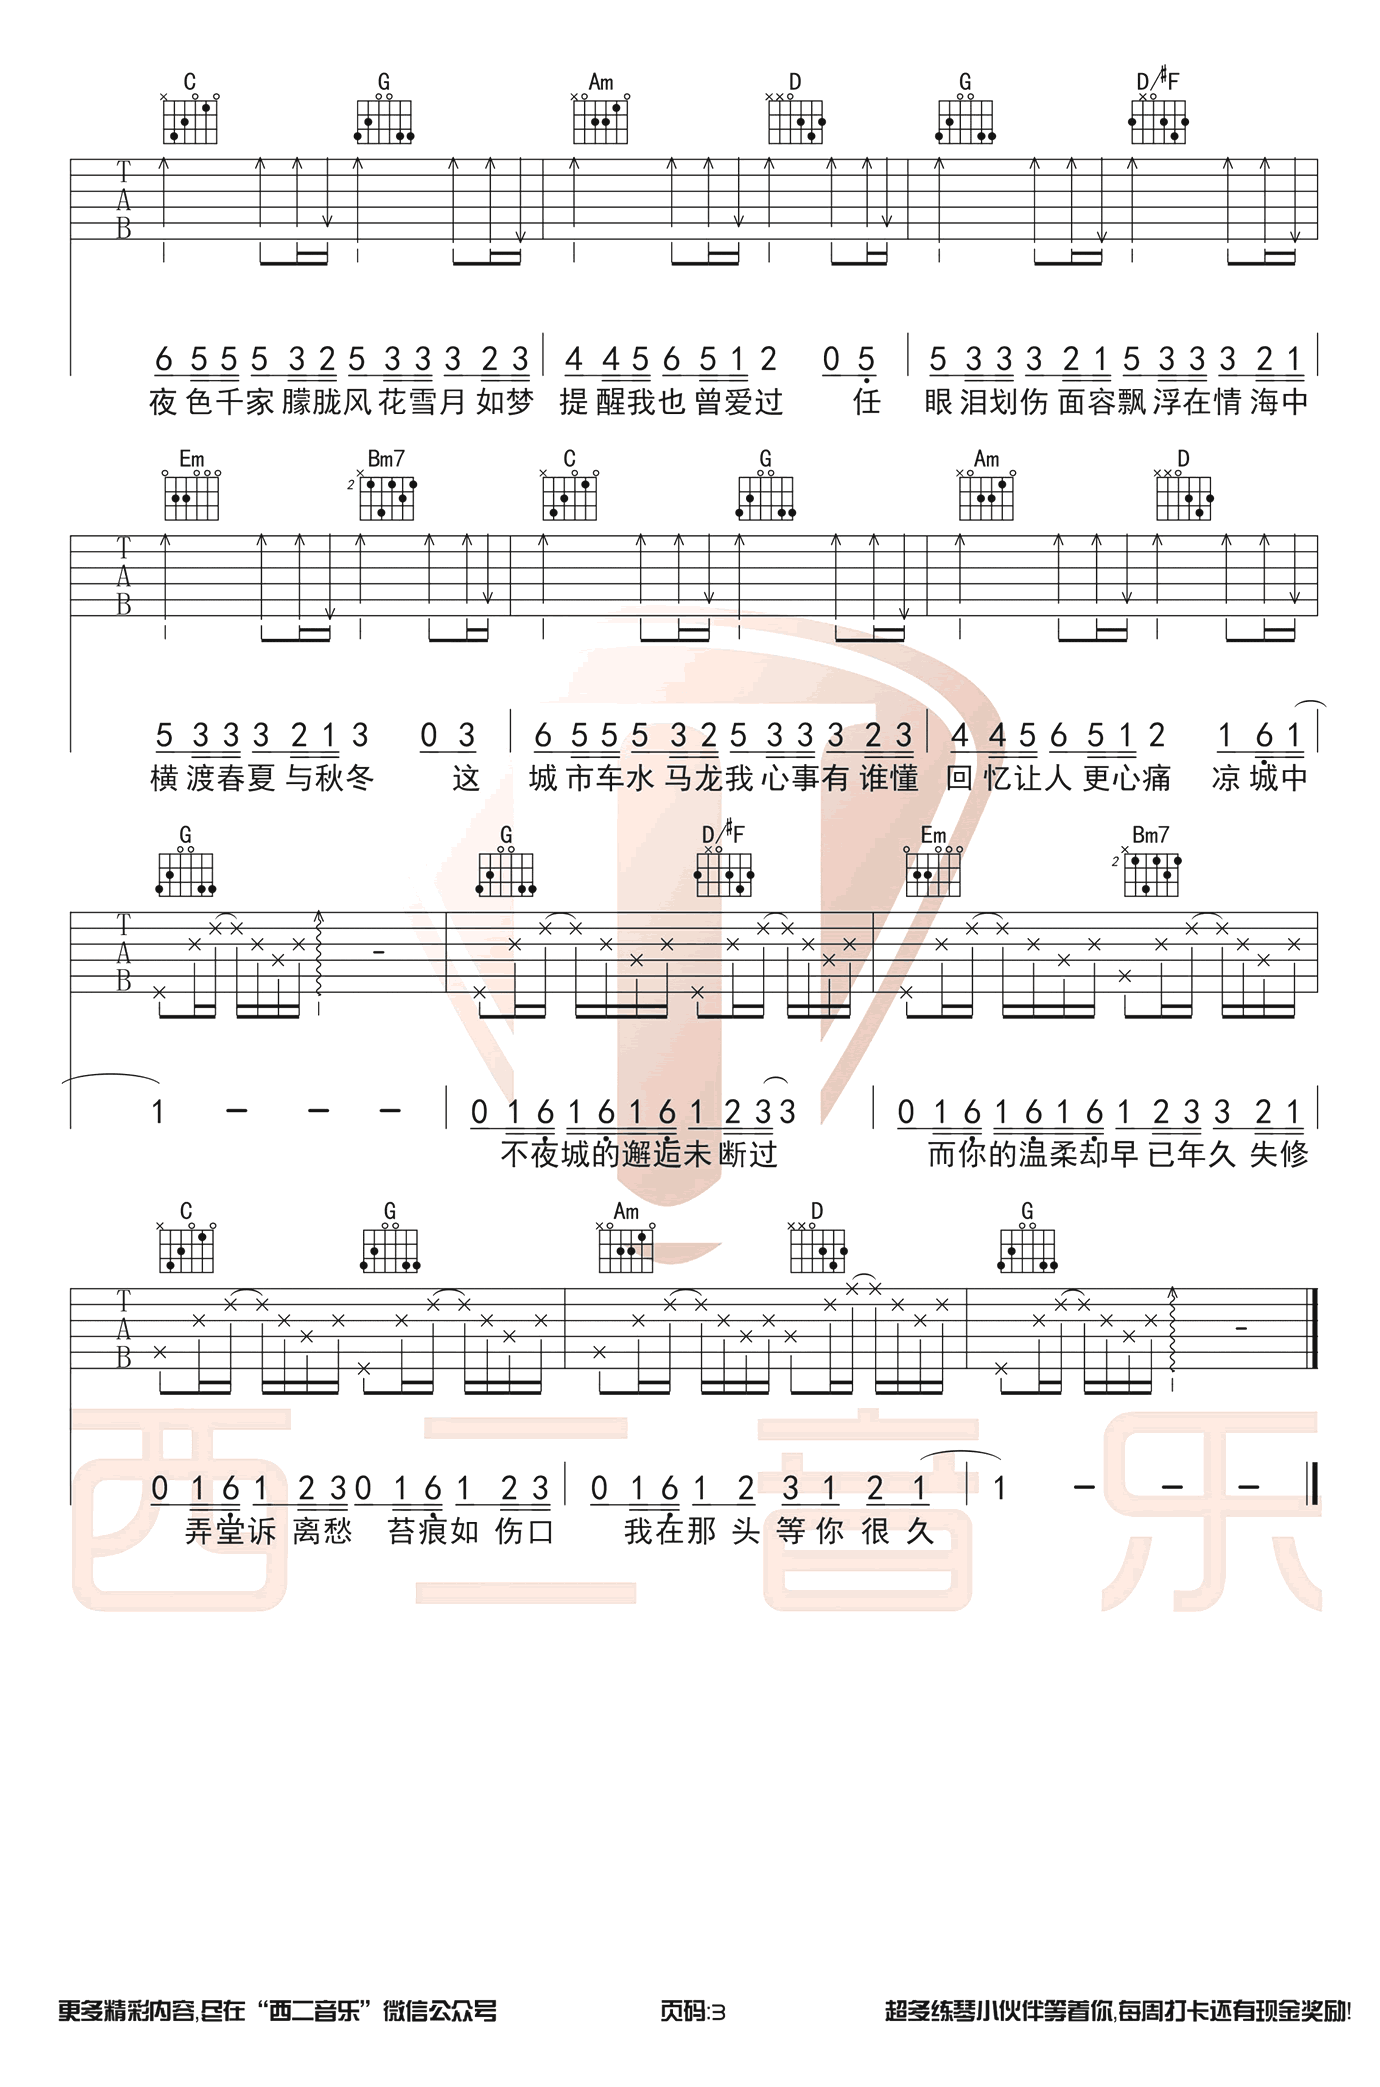 C G Am D G D/#F
T
A
B
6 5 5 5 3 2 5 3 3 3 2 3 4 4 5 6 5 1 2 0 5 5 3 3 3 2 1 5 3 3 3 2 1
夜色千家朦胧风花雪月如梦 提醒我也曾爱过 任 眼泪划伤面容飘浮在情海中
Em Bm7 C G Am D
2
T
A
B
5 3 3 3 2 1 3 0 3 6 5 5 5 3 2 5 3 3 3 2 3 4 4 5 6 5 1 2 1 6 1
横渡春夏与秋冬 这 城市车水马龙我心事有谁懂 回忆让人更心痛 凉城中
G G D/#F Em Bm7
2
T
A
B
1 - - - 0 1 6 1 6 1 6 1 2 3 3 0 1 6 1 6 1 6 1 2 3 3 2 1
不夜城的邂逅未断过 而你的温柔却早已年久失修
C G Am D G
T
A
B
0 1 6 1 2 3 0 1 6 1 2 3 0 1 6 1 2 3 1 2 1 1 - - -
弄堂诉离愁 苔痕如伤口 我在那头等你很久
西二音乐
更多精彩内容,尽在“西二音乐”微信公众号 页码:3 超多练琴小伙伴等着你,每周打卡还有现金奖励!